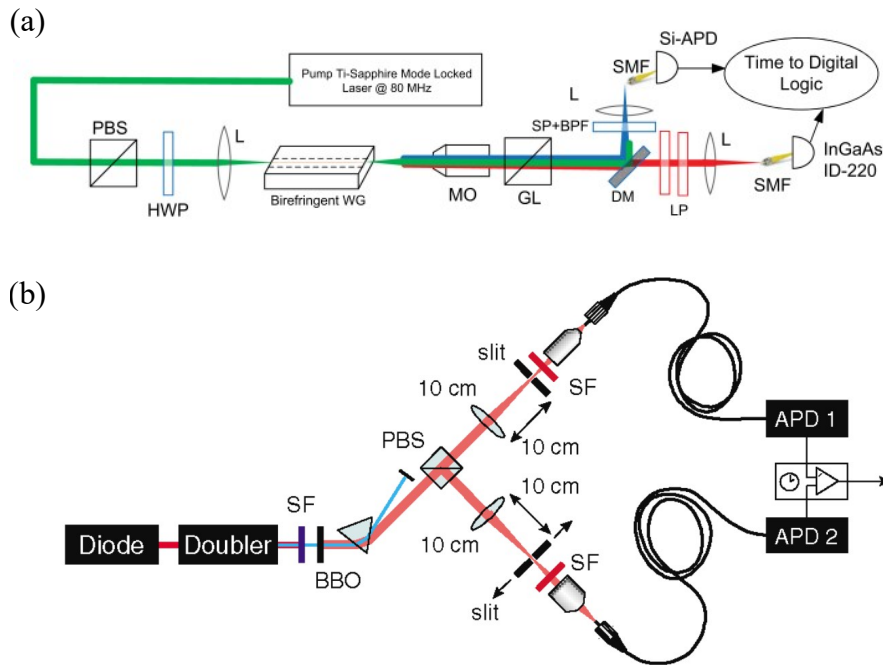 (a)
Pump Ti-Sapphire Mode Locked
Laser @ 80 MHz
PBS
HWP
L
Birefringent WG
MO
GL
DM
SP+BPF
L
SMF
Si-APD
Time to Digital
Logic
LP
L
SMF
InGaAs
ID-220
(b)
Diode
Doubler
SF
BBO
PBS
10 cm
slit
SF
10 cm
10 cm
10 cm
slit
SF
APD 1
APD 2